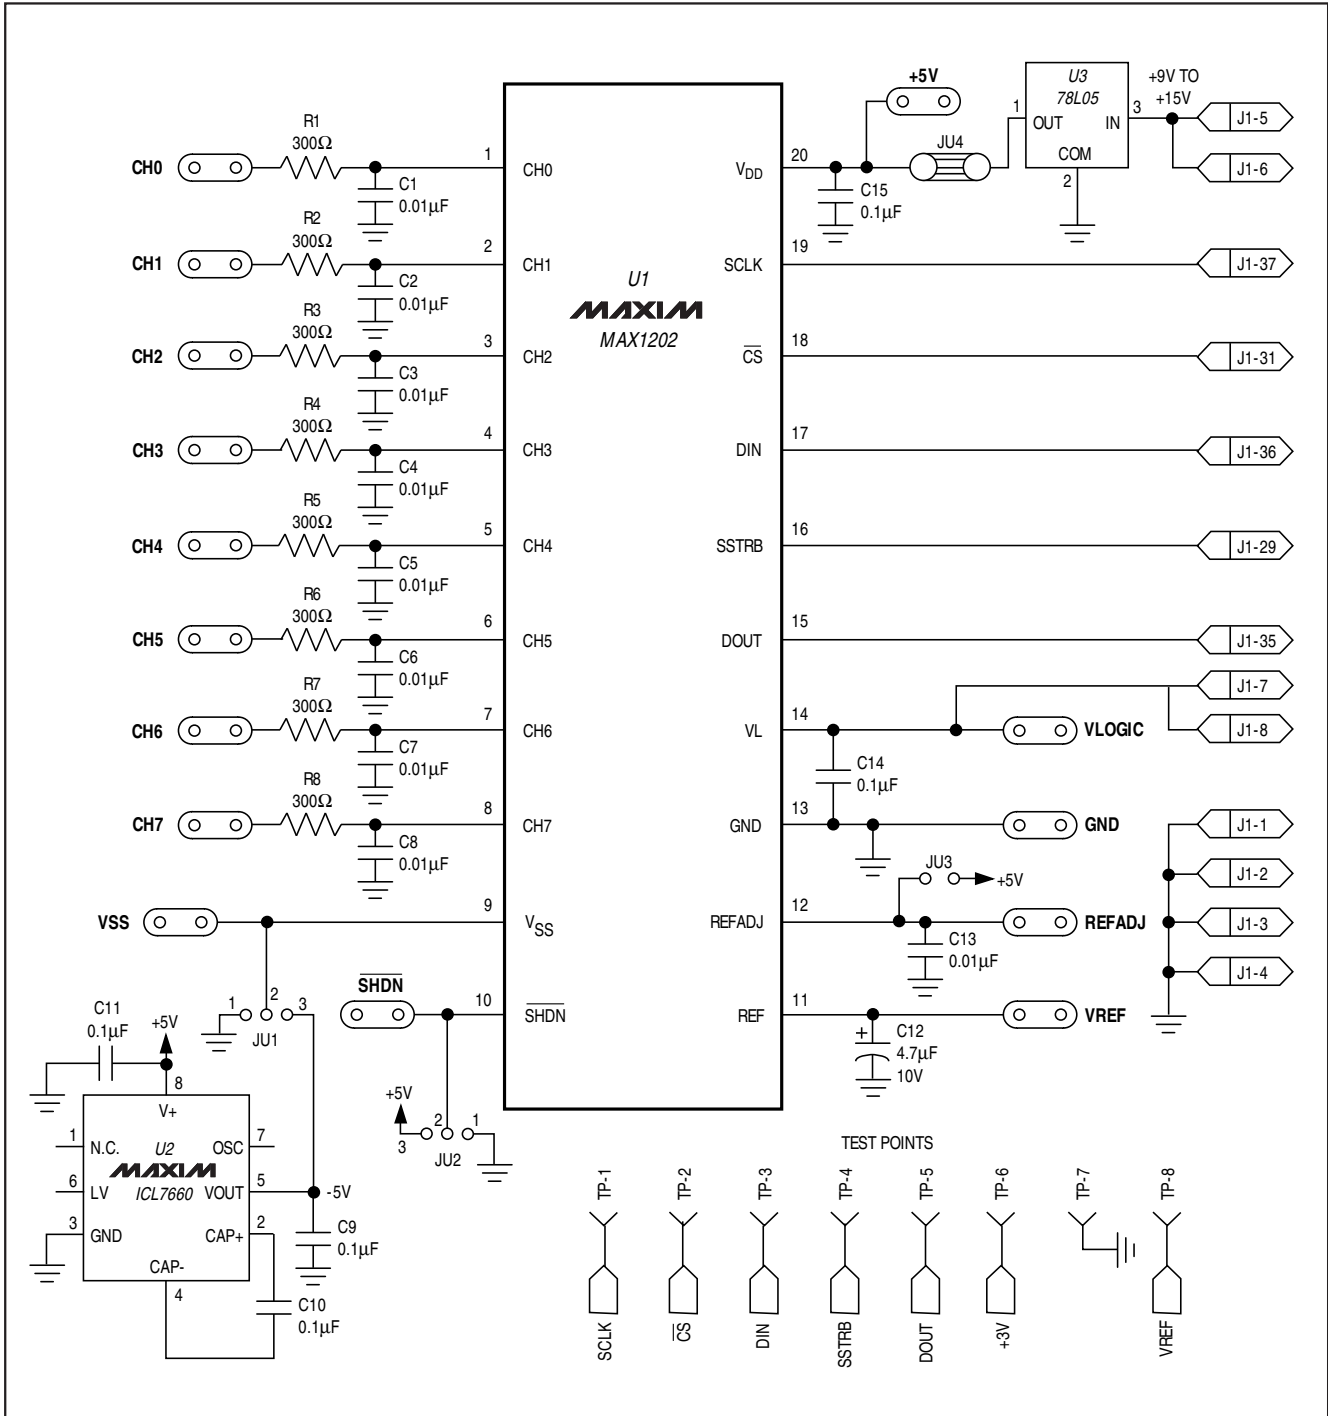 U1
MAXIM
MAX1202
CH0
R1
300Ω
C1
0.01µF
1
CH0
CH1
R2
300Ω
C2
0.01µF
2
CH1
CH2
R3
300Ω
C3
0.01µF
3
CH2
CH3
R4
300Ω
C4
0.01µF
4
CH3
CH4
R5
300Ω
C5
0.01µF
5
CH4
CH5
R6
300Ω
C6
0.01µF
6
CH5
CH6
R7
300Ω
C7
0.01µF
7
CH6
CH7
R8
300Ω
C8
0.01µF
8
CH7
VSS
9
VSS
1
2
3
JU1
SHDN
10
SHDN
+5V
3
2
1
JU2
C11
0.1µF
+5V
8
V+
1
N.C.
U2
MAXIM
ICL7660
OSC
7
6
LV
VOUT
5
-5V
3
GND
CAP+
2
C9
0.1µF
CAP-
4
C10
0.1µF
+5V
U3
78L05
1
OUT
IN
3
COM
2
+9V TO
+15V
J1-5
J1-6
VDD
20
JU4
C15
0.1µF
SCLK
19
J1-37
CS
18
J1-31
DIN
17
J1-36
SSTRB
16
J1-29
DOUT
15
J1-35
J1-7
VL
14
VLOGIC
J1-8
C14
0.1µF
GND
13
GND
J1-1
J1-2
J1-3
J1-4
JU3
+5V
REFADJ
12
REFADJ
C13
0.01µF
REF
11
VREF
+
C12
4.7µF
10V
TEST POINTS
TP-1
TP-2
TP-3
TP-4
TP-5
TP-6
TP-7
TP-8
SCLK
CS
DIN
SSTRB
DOUT
+3V
VREF